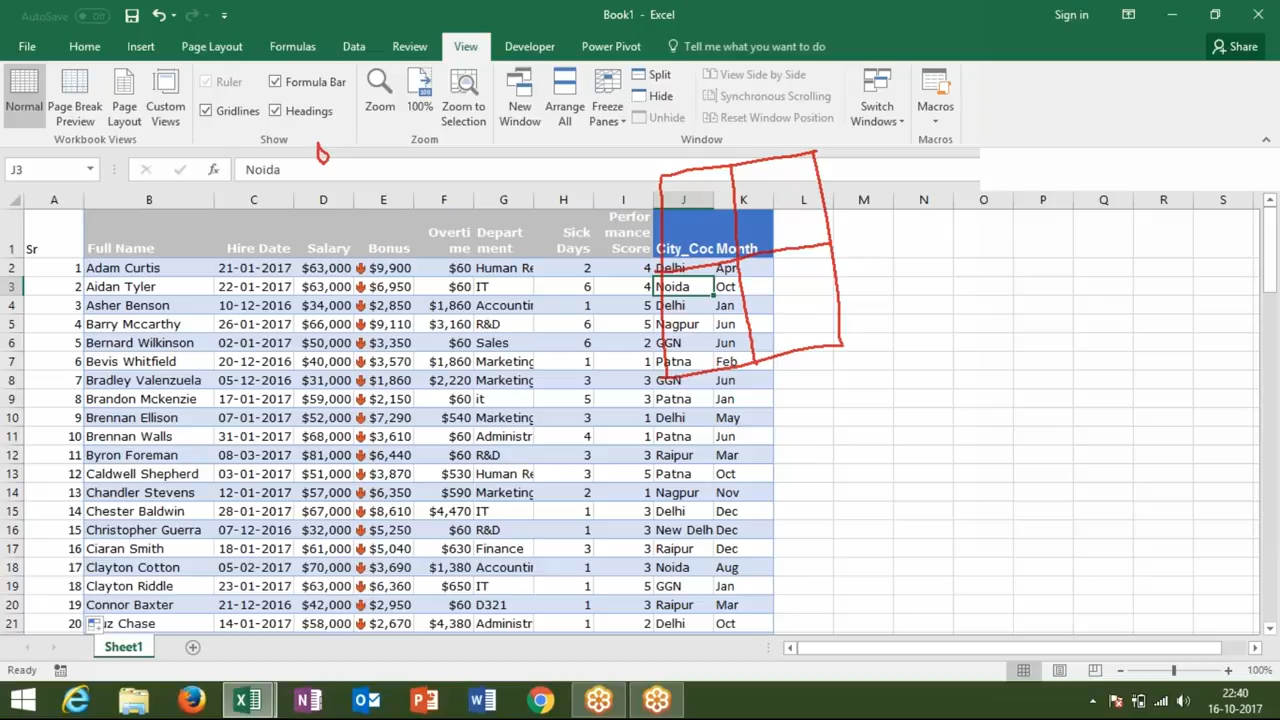 AutoSave Off Book1 - Excel Sign in
File Home Insert Page Layout Formulas Data Review View Developer Power Pivot Tell me what you want to do Share
Normal Page Break Preview Page Layout Custom Views Ruler Formula Bar Gridlines Headings Zoom 100% Zoom to Selection New Window Arrange All Freeze Panes Split Hide Unhide View Side by Side Synchronous Scrolling Reset Window Position Switch Windows Macros
Workbook Views Show Zoom Window Macros
J3 fx Noida
A B C D E F G H I J K L M N O P Q R S
1 Sr Full Name Hire Date Salary Bonus Overti me Depart ment Sick Days Perfor mance Score City_Coc Month
2 1 Adam Curtis 21-01-2017 $63,000 $9,900 $60 Human Re 2 4 Delhi Apr
3 2 Aidan Tyler 22-01-2017 $63,000 $6,950 $60 IT 6 4 Noida Oct
4 3 Asher Benson 10-12-2016 $34,000 $2,850 $1,860 Accountin 1 5 Delhi Jan
5 4 Barry Mccarthy 26-01-2017 $66,000 $9,110 $3,160 R&D 6 5 Nagpur Jun
6 5 Bernard Wilkinson 02-01-2017 $50,000 $3,350 $60 Sales 6 2 GGN Jun
7 6 Bevis Whitfield 20-12-2016 $40,000 $3,570 $1,860 Marketing 1 1 Patna Feb
8 7 Bradley Valenzuela 05-12-2016 $31,000 $1,860 $2,220 Marketing 3 3 GGN Jun
9 8 Brandon Mckenzie 17-01-2017 $59,000 $2,150 $60 it 5 3 Patna Jan
10 9 Brennan Ellison 07-01-2017 $52,000 $7,290 $540 Marketing 3 1 Delhi May
11 10 Brennan Walls 31-01-2017 $68,000 $3,610 $60 Administr 4 1 Patna Jun
12 11 Byron Foreman 08-03-2017 $81,000 $6,440 $60 R&D 3 3 Raipur Mar
13 12 Caldwell Shepherd 03-01-2017 $51,000 $3,870 $530 Human Re 3 5 Patna Oct
14 13 Chandler Stevens 12-01-2017 $57,000 $6,350 $590 Marketing 2 1 Nagpur Nov
15 14 Chester Baldwin 28-01-2017 $67,000 $8,610 $4,470 IT 1 3 Delhi Dec
16 15 Christopher Guerra 07-12-2016 $32,000 $5,250 $60 R&D 1 3 New Delh Dec
17 16 Ciaran Smith 18-01-2017 $61,000 $5,040 $630 Finance 3 3 Raipur Dec
18 17 Clayton Cotton 05-02-2017 $70,000 $3,690 $1,380 Accountin 1 3 Noida Aug
19 18 Clayton Riddle 23-01-2017 $63,000 $6,360 $650 IT 1 5 GGN Jan
20 19 Connor Baxter 21-12-2016 $42,000 $2,950 $60 D321 1 3 Raipur Mar
21 20 uz Chase 14-01-2017 $58,000 $2,670 $4,380 Administr 1 2 Delhi Oct
Sheet1
Ready 100%
22:40
16-10-2017